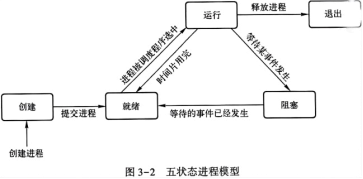 运行
释放进程
退出
进程被调度程序选中
时间片用完
等待某事件发生
创建
提交进程
就绪
等待的事件已经发生
阻塞
创建进程
图 3-2 五状态进程模型